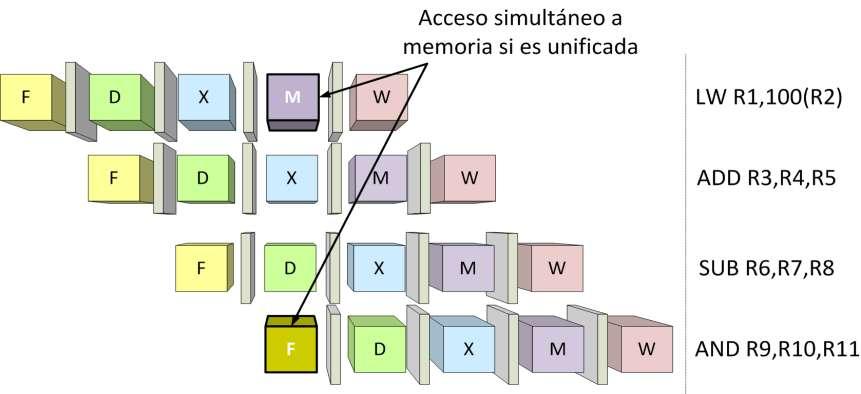 Acceso simultáneo a
memoria si es unificada
F D X M W LW R1,100(R2)
F D X M W ADD R3,R4,R5
F D X M W SUB R6,R7,R8
F D X M W AND R9,R10,R11